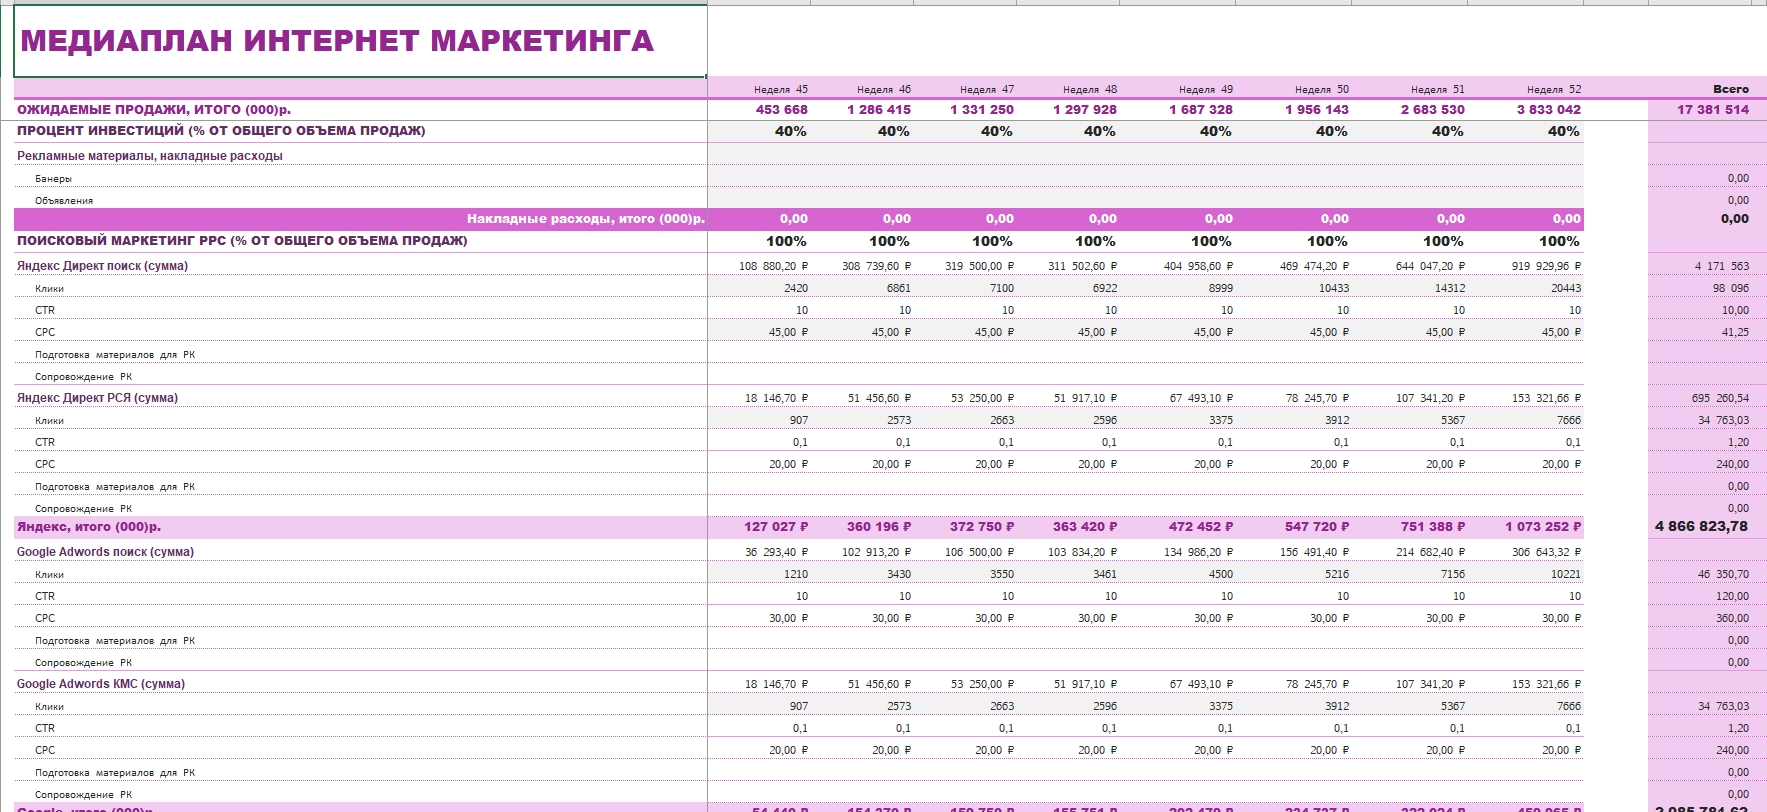 МЕДИАПЛАН ИНТЕРНЕТ МАРКЕТИНГА
Неделя 45 Неделя 46 Неделя 47 Неделя 48 Неделя 49 Неделя 50 Неделя 51 Неделя 52 Всего
ОЖИДАЕМЫЕ ПРОДАЖИ, ИТОГО (000)р. 453 668 1 286 415 1 331 250 1 297 928 1 687 328 1 956 143 2 683 530 3 833 042 17 381 514
ПРОЦЕНТ ИНВЕСТИЦИЙ (% ОТ ОБЩЕГО ОБЪЕМА ПРОДАЖ) 40% 40% 40% 40% 40% 40% 40% 40%
Рекламные материалы, накладные расходы
Банеры 0,00
Объявления 0,00
Накладные расходы, итого (000)р. 0,00 0,00 0,00 0,00 0,00 0,00 0,00 0,00 0,00
ПОИСКОВЫЙ МАРКЕТИНГ PPC (% ОТ ОБЩЕГО ОБЪЕМА ПРОДАЖ) 100% 100% 100% 100% 100% 100% 100% 100%
Яндекс Директ поиск (сумма) 108 880,20 ₽ 308 739,60 ₽ 319 500,00 ₽ 311 502,60 ₽ 404 958,60 ₽ 469 474,20 ₽ 644 047,20 ₽ 919 929,96 ₽ 4 171 563
Клики 2420 6861 7100 6922 8999 10433 14312 20443 98 096
CTR 10 10 10 10 10 10 10 10 10,00
CPC 45,00 ₽ 45,00 ₽ 45,00 ₽ 45,00 ₽ 45,00 ₽ 45,00 ₽ 45,00 ₽ 45,00 ₽ 41,25
Подготовка материалов для РК
Сопровождение РК
Яндекс Директ РСЯ (сумма) 18 146,70 ₽ 51 456,60 ₽ 53 250,00 ₽ 51 917,10 ₽ 67 493,10 ₽ 78 245,70 ₽ 107 341,20 ₽ 153 321,66 ₽ 695 260,54
Клики 907 2573 2663 2596 3375 3912 5367 7666 34 763,03
CTR 0,1 0,1 0,1 0,1 0,1 0,1 0,1 0,1 1,20
CPC 20,00 ₽ 20,00 ₽ 20,00 ₽ 20,00 ₽ 20,00 ₽ 20,00 ₽ 20,00 ₽ 20,00 ₽ 240,00
Подготовка материалов для РК 0,00
Сопровождение РК 0,00
Яндекс, итого (000)р. 127 027 ₽ 360 196 ₽ 372 750 ₽ 363 420 ₽ 472 452 ₽ 547 720 ₽ 751 388 ₽ 1 073 252 ₽ 4 866 823,78
Google Adwords поиск (сумма) 36 293,40 ₽ 102 913,20 ₽ 106 500,00 ₽ 103 834,20 ₽ 134 986,20 ₽ 156 491,40 ₽ 214 682,40 ₽ 306 643,32 ₽
Клики 1210 3430 3550 3461 4500 5216 7156 10221 46 350,70
CTR 10 10 10 10 10 10 10 10 120,00
CPC 30,00 ₽ 30,00 ₽ 30,00 ₽ 30,00 ₽ 30,00 ₽ 30,00 ₽ 30,00 ₽ 30,00 ₽ 360,00
Подготовка материалов для РК 0,00
Сопровождение РК 0,00
Google Adwords КМС (сумма) 18 146,70 ₽ 51 456,60 ₽ 53 250,00 ₽ 51 917,10 ₽ 67 493,10 ₽ 78 245,70 ₽ 107 341,20 ₽ 153 321,66 ₽
Клики 907 2573 2663 2596 3375 3912 5367 7666 34 763,03
CTR 0,1 0,1 0,1 0,1 0,1 0,1 0,1 0,1 1,20
CPC 20,00 ₽ 20,00 ₽ 20,00 ₽ 20,00 ₽ 20,00 ₽ 20,00 ₽ 20,00 ₽ 20,00 ₽ 240,00
Подготовка материалов для РК 0,00
Сопровождение РК 0,00